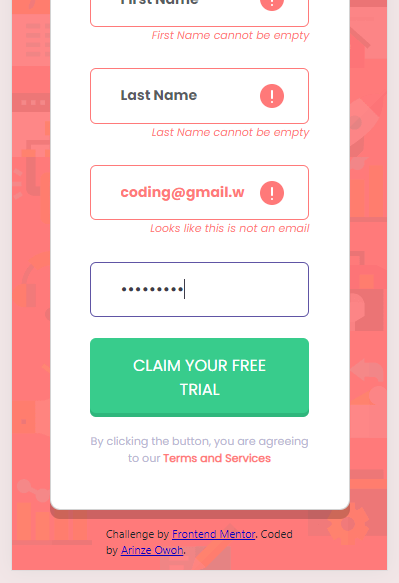 First Name
First Name cannot be empty
Last Name
Last Name cannot be empty
coding@gmail.w
Looks like this is not an email
•••••••••
CLAIM YOUR FREE
TRIAL
By clicking the button, you are agreeing
to our Terms and Services
Challenge by Frontend Mentor. Coded
by Arinze Owoh.